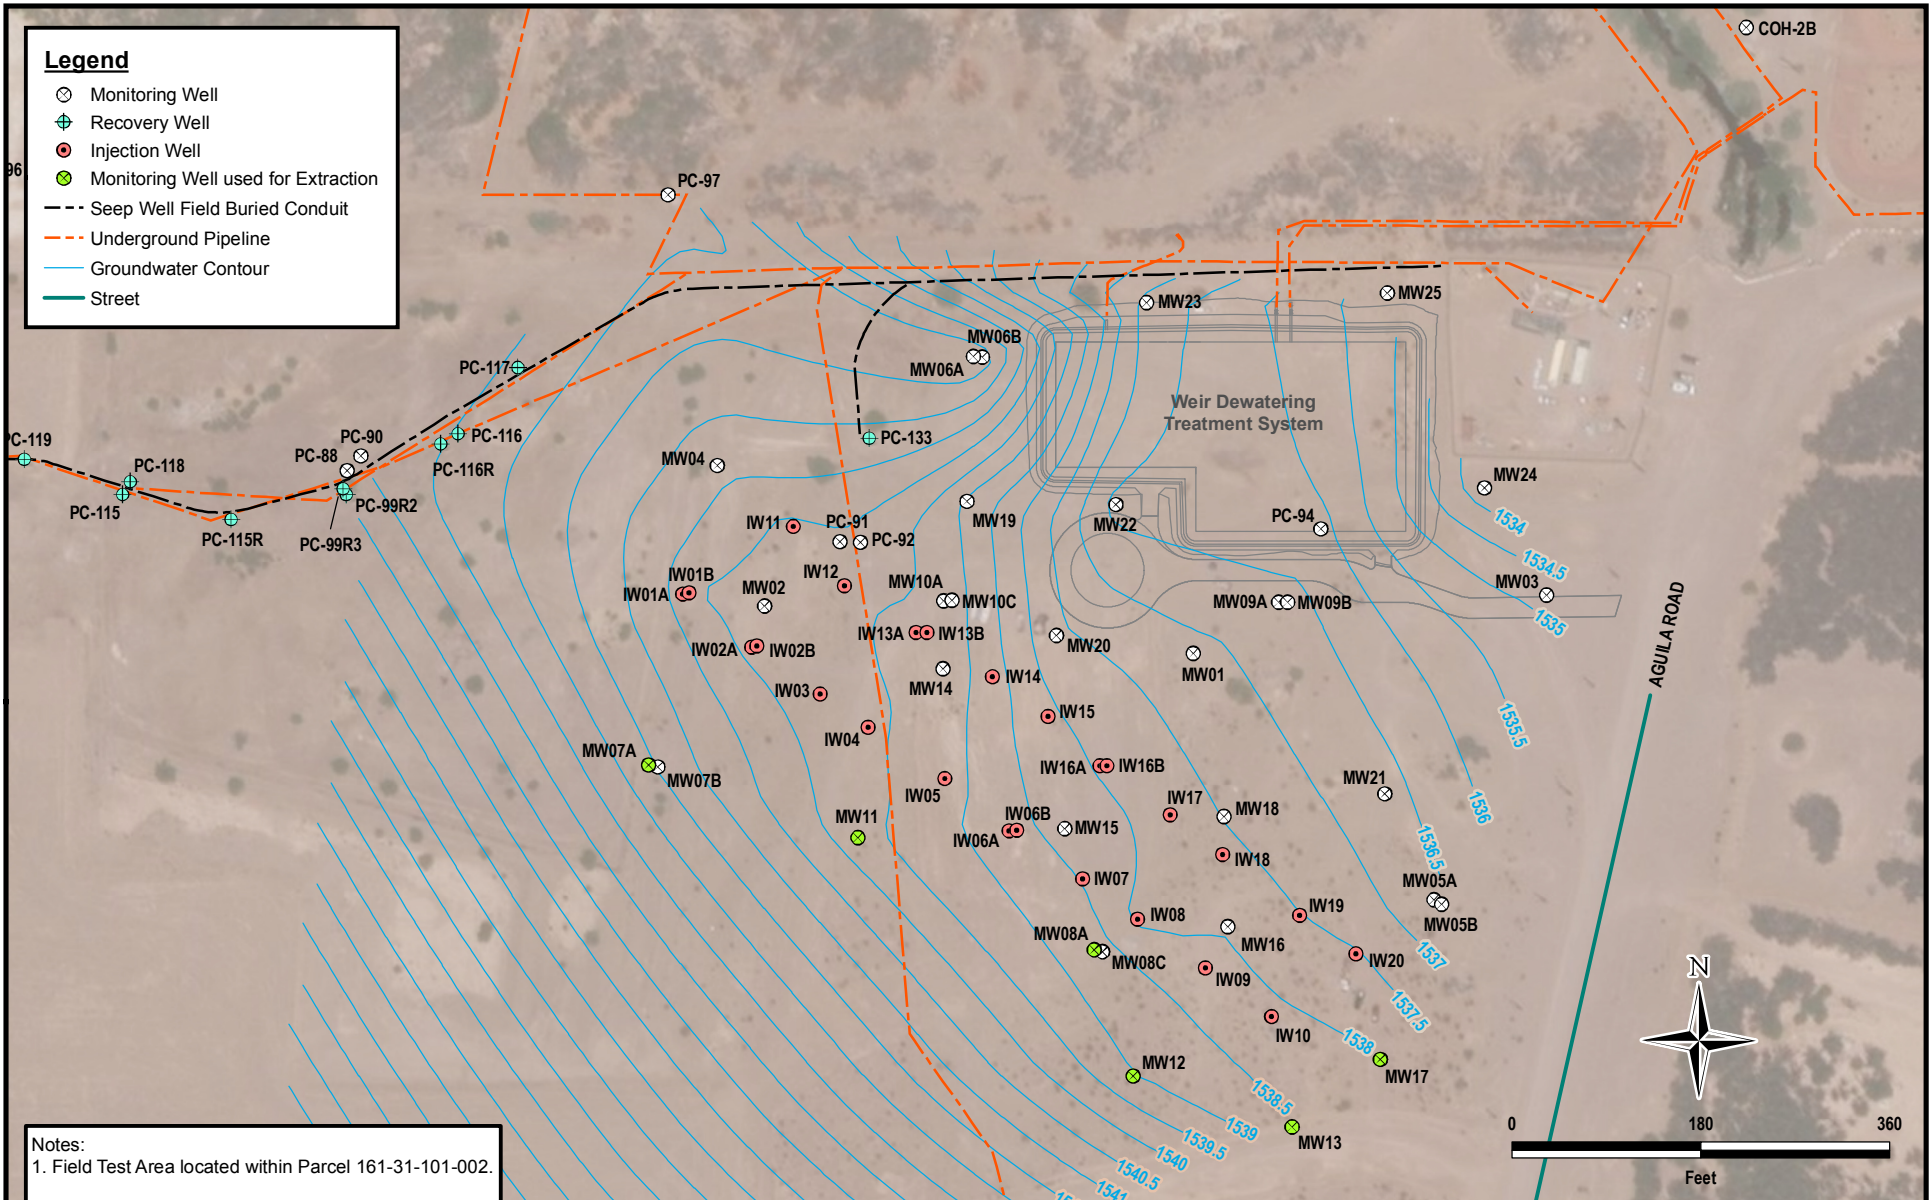 Legend
Monitoring Well
Recovery Well
Injection Well
Monitoring Well used for Extraction
Seep Well Field Buried Conduit
Underground Pipeline
Groundwater Contour
Street
COH-2B
PC-97
MW23
MW25
MW06B
MW06A
PC-117
Weir Dewatering
Treatment System
PC-116
PC-133
PC-90
PC-88
PC-116R
MW04
PC-118
PC-115
PC-99R2
PC-115R
PC-99R3
MW24
MW19
MW22
PC-94
1534
IW11
PC-91
PC-92
1534.5
IW01B
IW12
IW01A
MW02
MW10A
MW10C
MW09A
MW09B
MW03
1535
IW13A
IW13B
IW02A
IW02B
MW20
MW01
AGUILA ROAD
MW14
IW14
IW03
IW15
1535.5
IW04
MW07A
MW07B
IW16A
IW16B
IW05
MW21
1536
MW11
IW06B
IW06A
MW15
IW17
MW18
IW18
1536.5
IW07
MW05A
MW05B
IW08
IW19
MW16
MW08A
MW08C
1537
IW20
IW09
1537.5
IW10
N
1538
MW17
MW12
1538.5
MW13
1539
1539.5
1540
1540.5
1541
0 180 360
Feet
Notes:
1. Field Test Area located within Parcel 161-31-101-002.